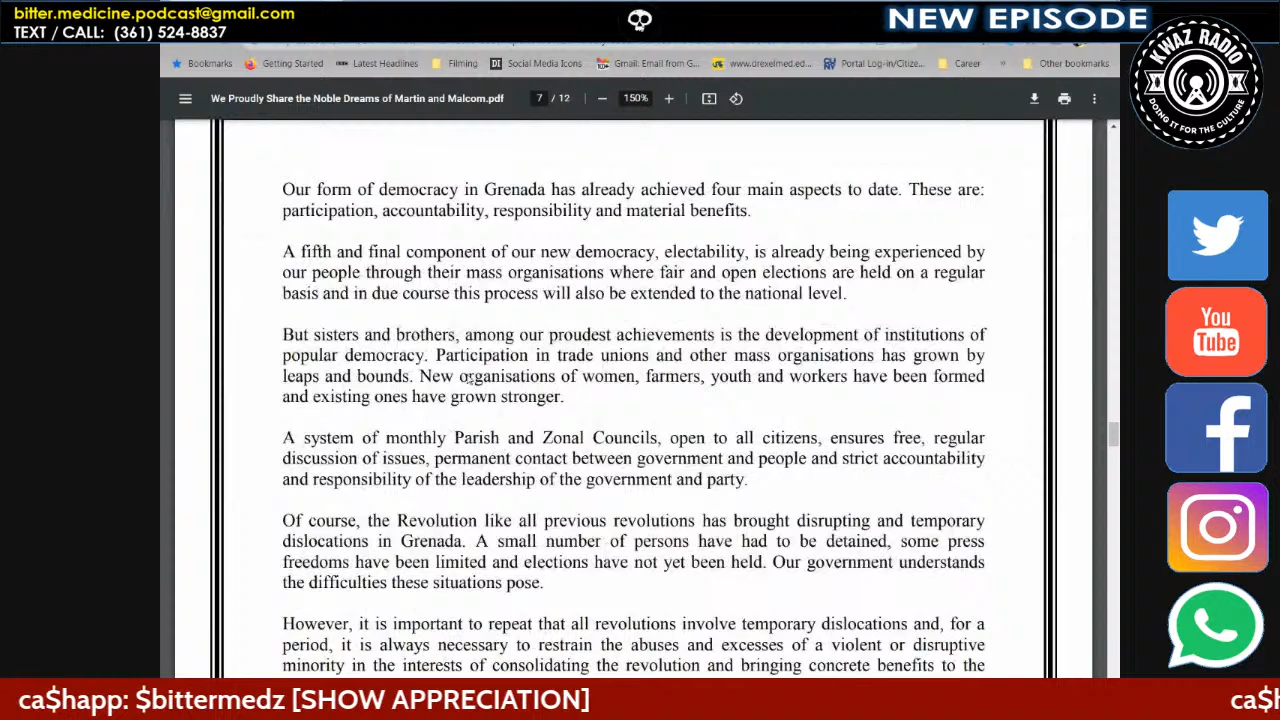 bitter.medicine.podcast@gmail.com
TEXT / CALL: (361) 524-8837
NEW EPISODE
KWAZ RADIO
DOING IT FOR THE CULTURE
Bookmarks Getting Started Latest Headlines Filming Social Media Icons Gmail: Email from G... www.drexelmed.ed... Portal Log-in/Citize... Career » Other bookmarks
We Proudly Share the Noble Dreams of Martin and Malcom.pdf 7 / 12 150%
Our form of democracy in Grenada has already achieved four main aspects to date. These are:
participation, accountability, responsibility and material benefits.
A fifth and final component of our new democracy, electability, is already being experienced by
our people through their mass organisations where fair and open elections are held on a regular
basis and in due course this process will also be extended to the national level.
But sisters and brothers, among our proudest achievements is the development of institutions of
popular democracy. Participation in trade unions and other mass organisations has grown by
leaps and bounds. New organisations of women, farmers, youth and workers have been formed
and existing ones have grown stronger.
A system of monthly Parish and Zonal Councils, open to all citizens, ensures free, regular
discussion of issues, permanent contact between government and people and strict accountability
and responsibility of the leadership of the government and party.
Of course, the Revolution like all previous revolutions has brought disrupting and temporary
dislocations in Grenada. A small number of persons have had to be detained, some press
freedoms have been limited and elections have not yet been held. Our government understands
the difficulties these situations pose.
However, it is important to repeat that all revolutions involve temporary dislocations and, for a
period, it is always necessary to restrain the abuses and excesses of a violent or disruptive
minority in the interests of consolidating the revolution and bringing concrete benefits to the
You
Tube
ca$happ: $bittermedz [SHOW APPRECIATION]
ca$h